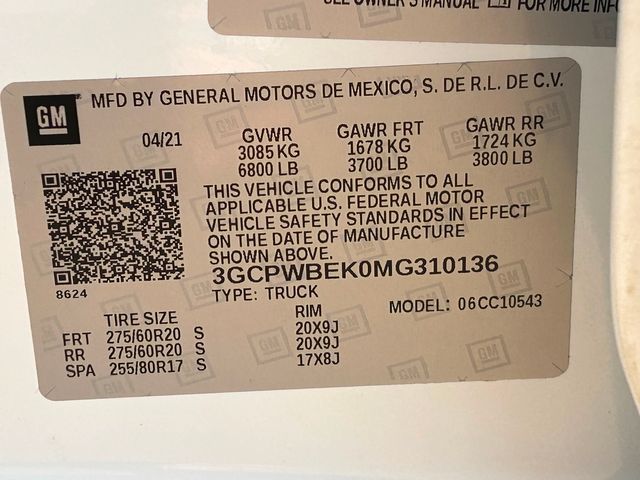 SEE OWNER'S MANUAL FOR MORE INFO
GM MFD BY GENERAL MOTORS DE MEXICO, S. DE R.L. DE C.V.
04/21 GVWR GAWR FRT GAWR RR
3085 KG 1678 KG 1724 KG
6800 LB 3700 LB 3800 LB
THIS VEHICLE CONFORMS TO ALL
APPLICABLE U.S. FEDERAL MOTOR
VEHICLE SAFETY STANDARDS IN EFFECT
ON THE DATE OF MANUFACTURE
SHOWN ABOVE.
3GCPWBEK0MG310136
8624 TYPE: TRUCK MODEL: 06CC10543
TIRE SIZE RIM
FRT 275/60R20 S 20X9J
RR 275/60R20 S 20X9J
SPA 255/80R17 S 17X8J